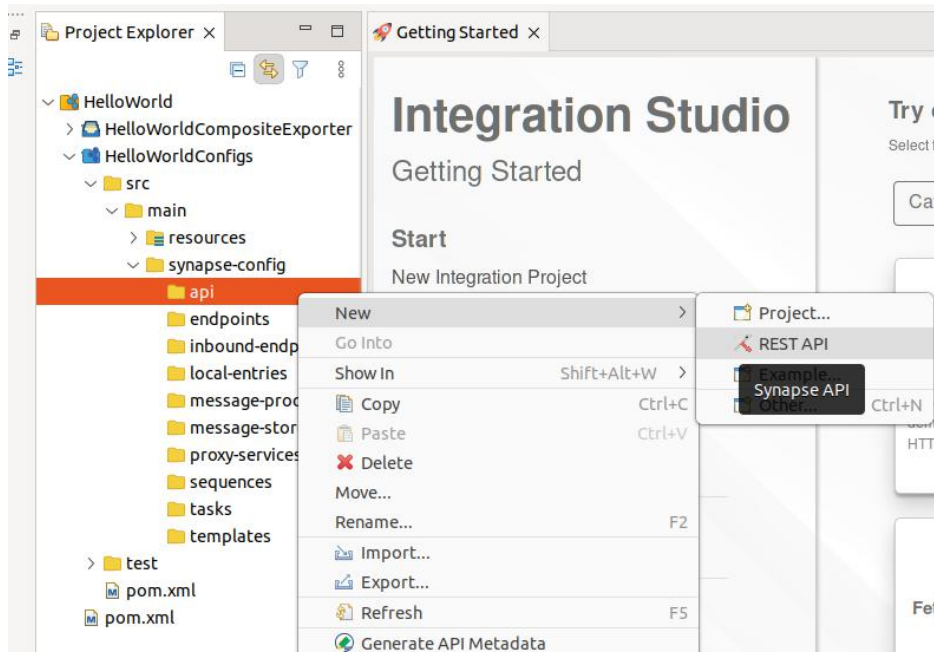 Project Explorer
HelloWorld
HelloWorldCompositeExporter
HelloWorldConfigs
src
main
resources
synapse-config
api
endpoints
inbound-endp
local-entries
message-proc
message-stor
proxy-services
sequences
tasks
templates
test
pom.xml
pom.xml
Getting Started
Integration Studio
Getting Started
Start
New Integration Project
Try
Select
Ca
New
Go Into
Show In Shift+Alt+W
Copy Ctrl+C
Paste Ctrl+V
Delete
Move...
Rename... F2
Import...
Export...
Refresh F5
Generate API Metadata
Project...
REST API
Example...
Synapse API
Other... Ctrl+N
HTT
Fe